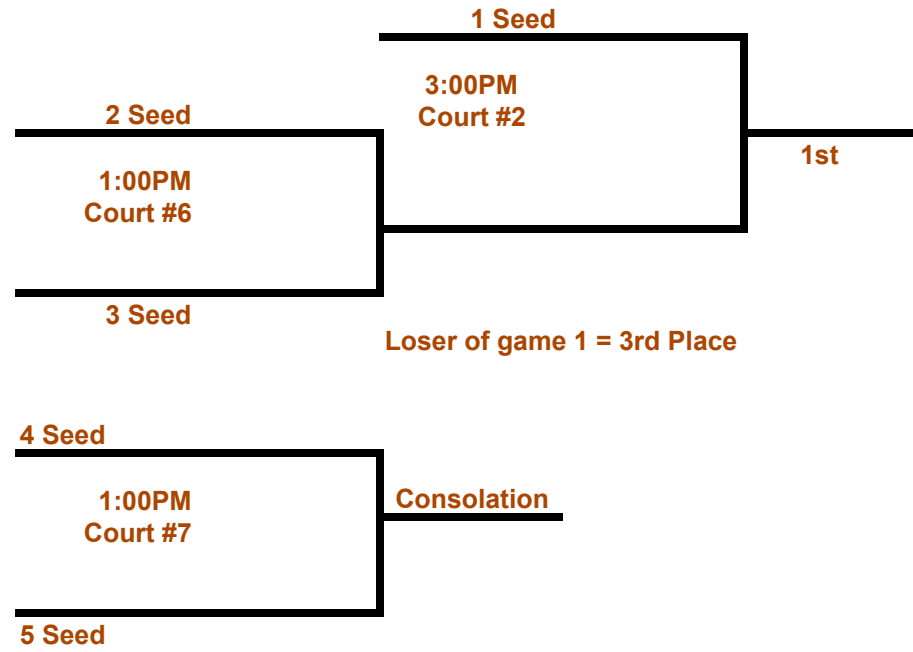 1 Seed
3:00PM
Court #2
2 Seed
1st
1:00PM
Court #6
3 Seed
Loser of game 1 = 3rd Place
4 Seed
1:00PM
Court #7
Consolation
5 Seed